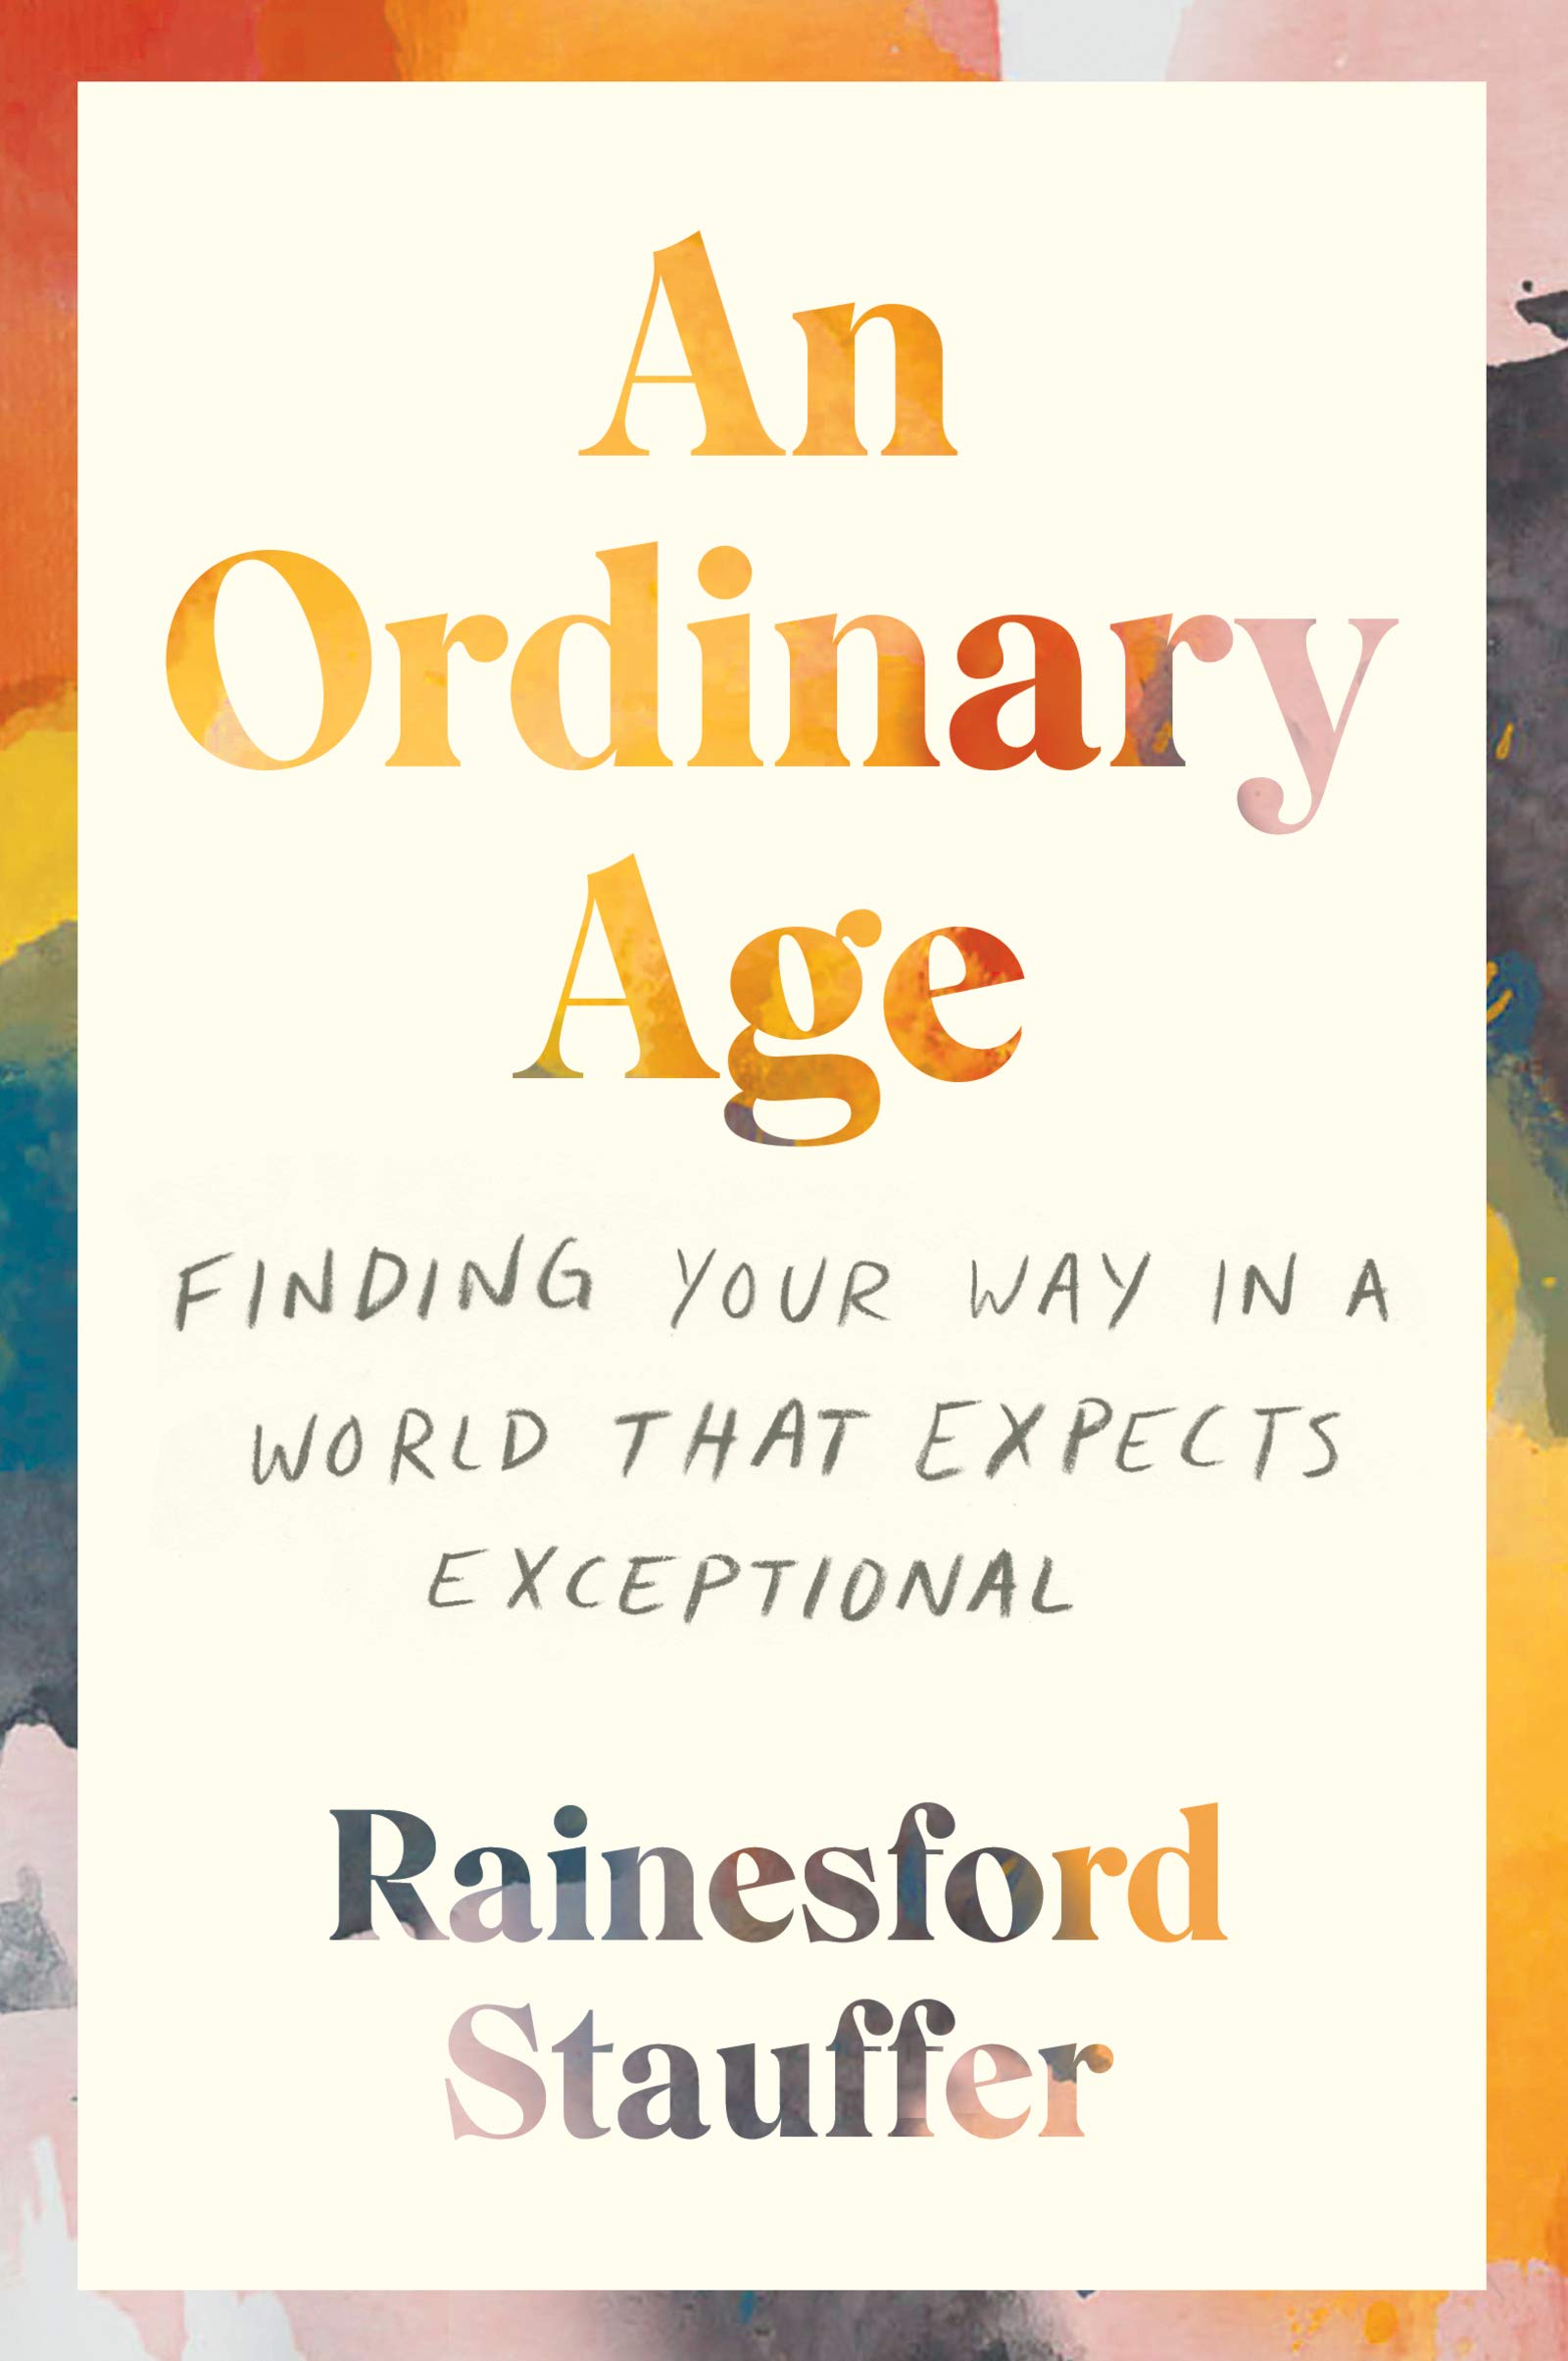 An
Ordinary
Age
FINDING YOUR WAY IN A
WORLD THAT EXPECTS
EXCEPTIONAL
Rainesford
Stauffer